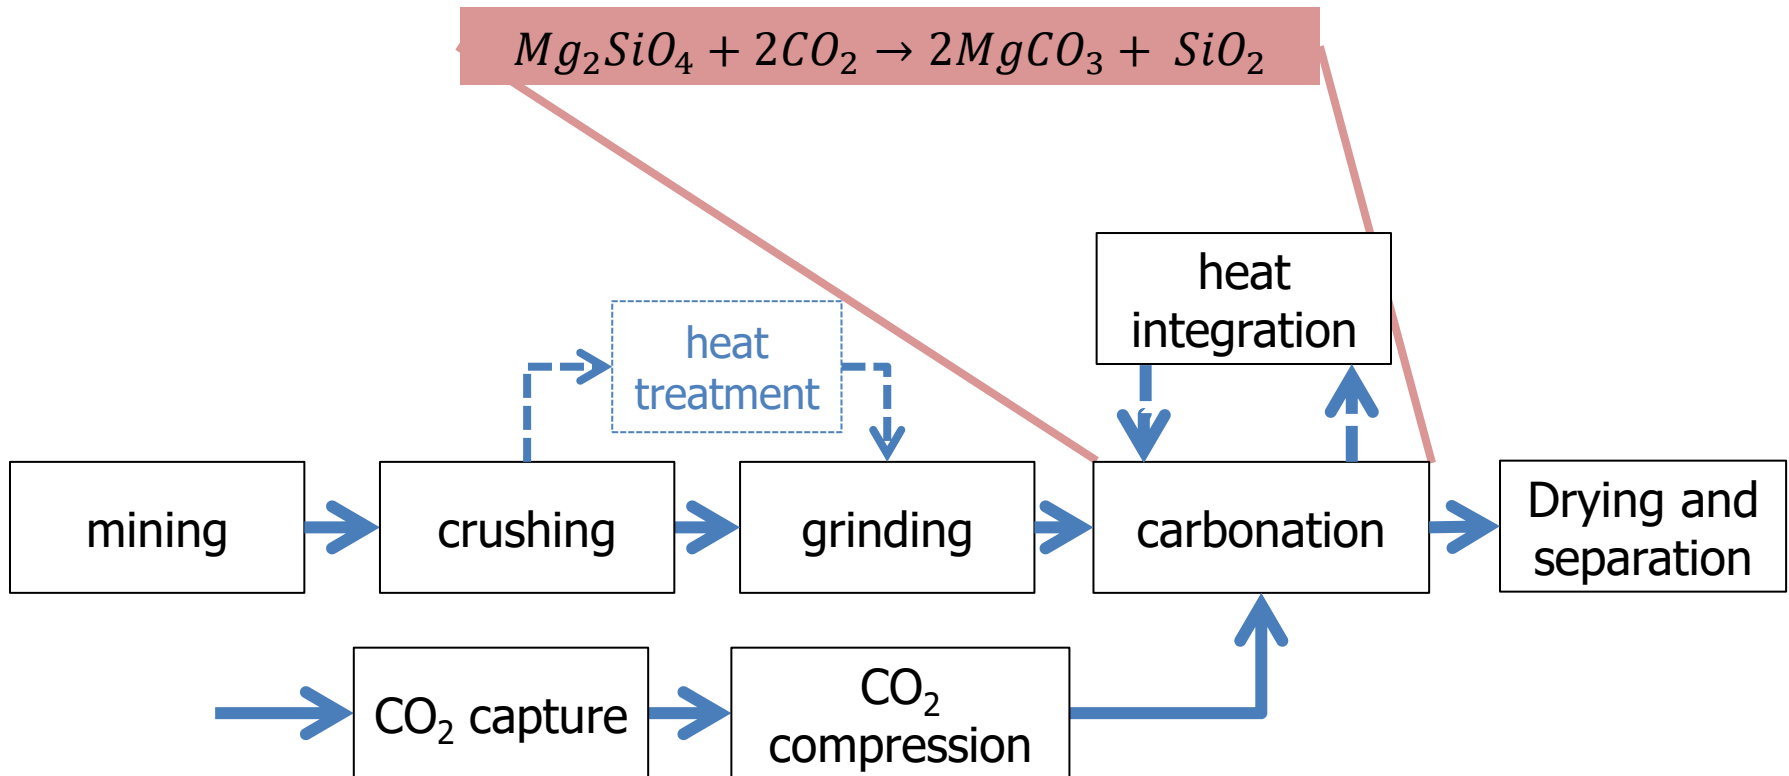 Mg₂SiO₄ + 2CO₂ → 2MgCO₃ + SiO₂
heat
integration
heat
treatment
mining
crushing
grinding
carbonation
Drying and
separation
CO₂ capture
CO₂
compression